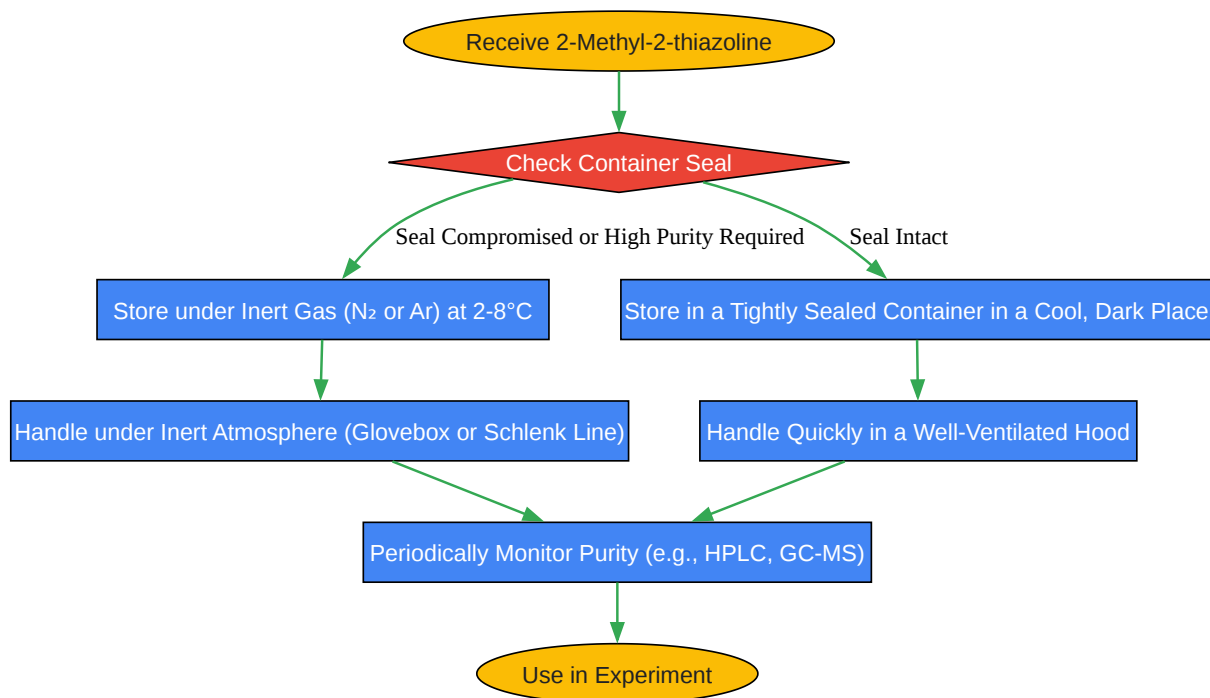 Receive 2-Methyl-2-thiazoline
Check Container Seal
Seal Compromised or High Purity Required
Seal Intact
Store under Inert Gas (N₂ or Ar) at 2-8°C
Store in a Tightly Sealed Container in a Cool, Dark Place
Handle under Inert Atmosphere (Glovebox or Schlenk Line)
Handle Quickly in a Well-Ventilated Hood
Periodically Monitor Purity (e.g., HPLC, GC-MS)
Use in Experiment